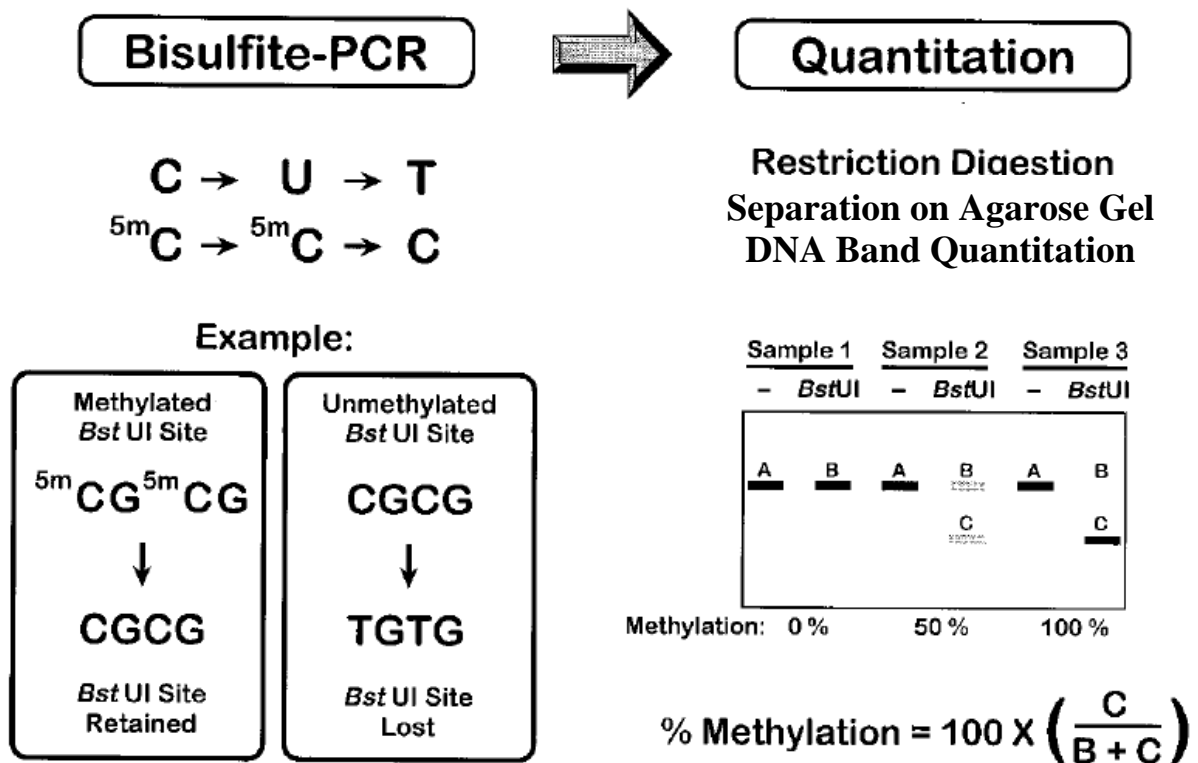 Bisulfite-PCR
C → U → T
5mC → 5mC → C
Example:
Methylated
Bst UI Site
5mCG5mCG
↓
CGCG
Bst UI Site
Retained
Unmethylated
Bst UI Site
CGCG
↓
TGTG
Bst UI Site
Lost
Quantitation
Restriction Digestion
Separation on Agarose Gel
DNA Band Quantitation
Sample 1 Sample 2 Sample 3
– BstUI – BstUI – BstUI
A B A B A B
C C
Methylation: 0 % 50 % 100 %
% Methylation = 100 X ( C / B + C )